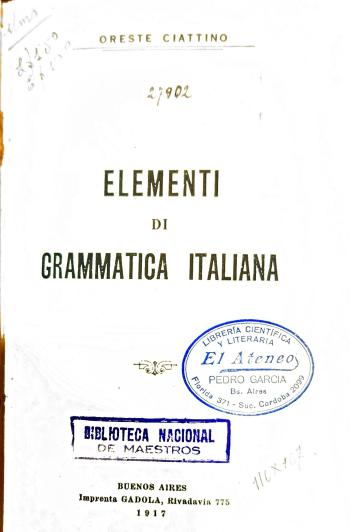 ORESTE CIATTINO
27902
ELEMENTI
DI
GRAMMATICA ITALIANA
LIBRERÍA CIENTÍFICA
Y LITERARIA
El Ateneo
PEDRO GARCIA
Bs. Aires
Florida 371 - Suc. Cordoba 2099
BIBLIOTECA NACIONAL
DE MAESTROS
116x167
BUENOS AIRES
Imprenta GADOLA, Rivadavia 775
1917